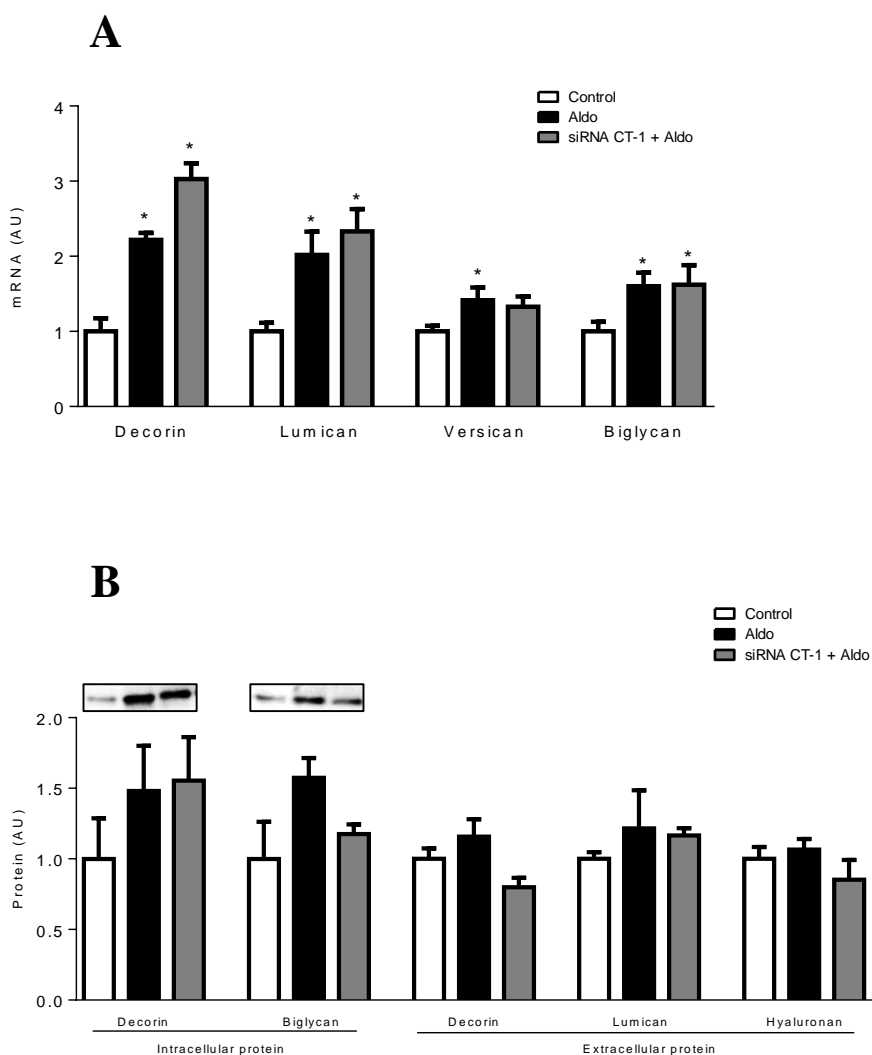 A
Control
Aldo
siRNA CT-1 + Aldo
mRNA (AU)
4
3
2
1
0
* * * * * * *
Decorin Lumican Versican Biglycan
B
Control
Aldo
siRNA CT-1 + Aldo
Protein (AU)
2.0
1.5
1.0
0.5
0.0
Decorin Biglycan Decorin Lumican Hyaluronan
Intracellular protein Extracellular protein